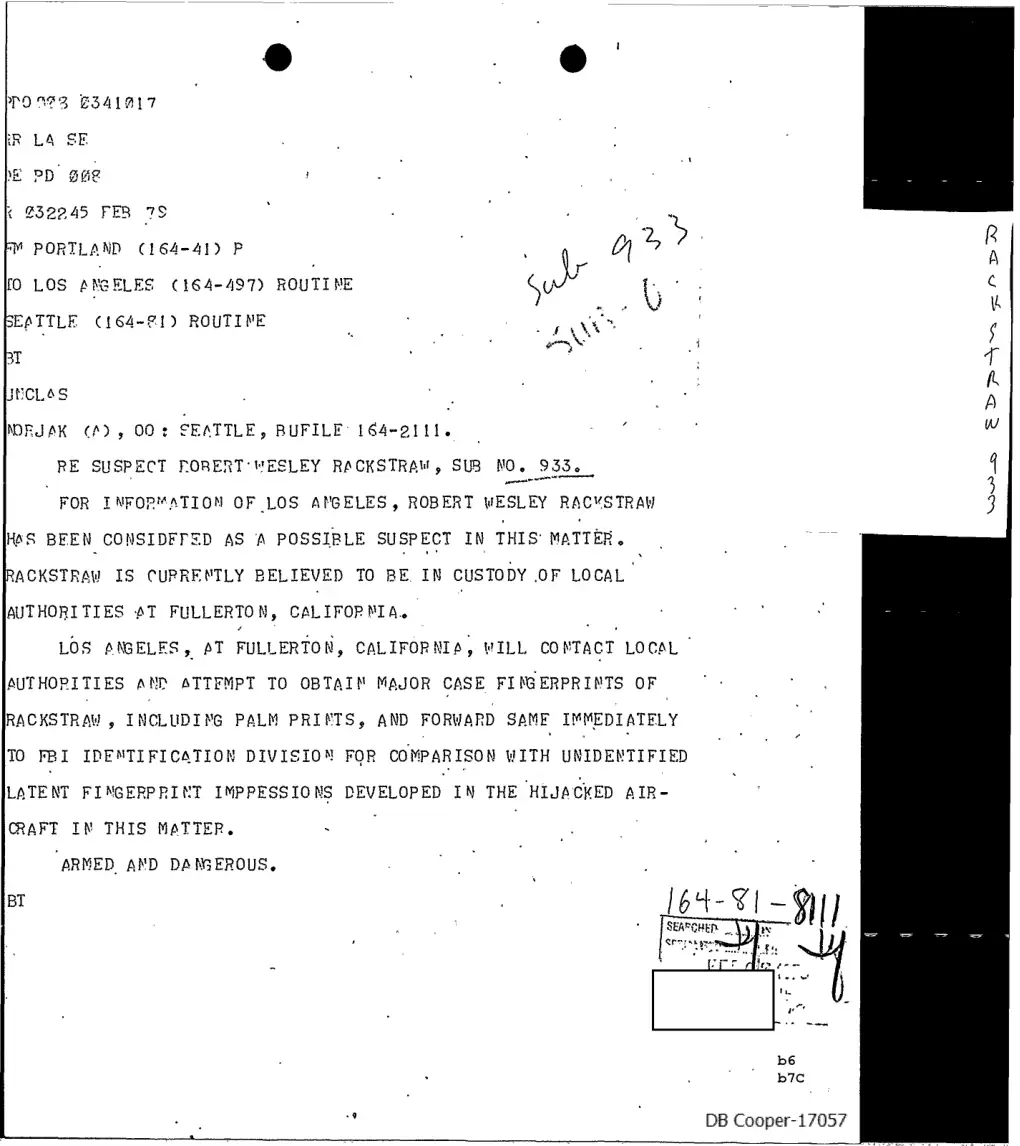 0341017
LA SE
PD 008
032245 FEB 79
FM PORTLAND (164-41) P
TO LOS ANGELES (164-497) ROUTINE
SEATTLE (164-81) ROUTINE
BT
UNCLAS
NORJAK (A), OO: SEATTLE, BUFILE 164-2111.
RE SUSPECT ROBERT WESLEY RACKSTRAW, SUB NO. 933.
FOR INFORMATION OF LOS ANGELES, ROBERT WESLEY RACKSTRAW
HAS BEEN CONSIDERED AS A POSSIBLE SUSPECT IN THIS MATTER.
RACKSTRAW IS CURRENTLY BELIEVED TO BE IN CUSTODY OF LOCAL
AUTHORITIES AT FULLERTON, CALIFORNIA.
LOS ANGELES, AT FULLERTON, CALIFORNIA, WILL CONTACT LOCAL
AUTHORITIES AND ATTEMPT TO OBTAIN MAJOR CASE FINGERPRINTS OF
RACKSTRAW, INCLUDING PALM PRINTS, AND FORWARD SAME IMMEDIATELY
TO FBI IDENTIFICATION DIVISION FOR COMPARISON WITH UNIDENTIFIED
LATENT FINGERPRINT IMPPESSIONS DEVELOPED IN THE HIJACKED AIR-
CRAFT IN THIS MATTER.
ARMED AND DANGEROUS.
BT
Sub 933
RACKSTRAW 933
164-81-8111
SEARCHED
b6
b7C
DB Cooper-17057